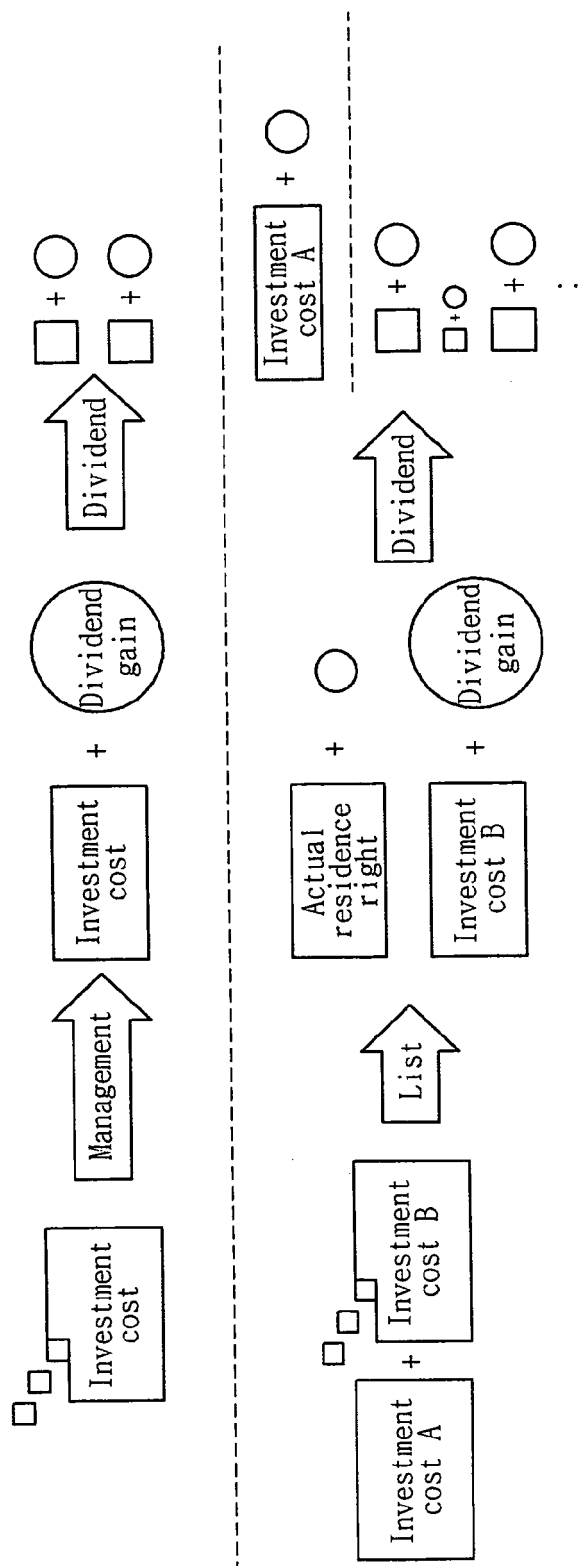 Investment
cost
Management
Investment
cost
+
Dividend
gain
Dividend
+
+
Investment
cost A
+
Investment
cost B
List
Actual
residence
right
+
Investment
cost B
+
Dividend
gain
Dividend
Investment
cost A
+
+
+
+